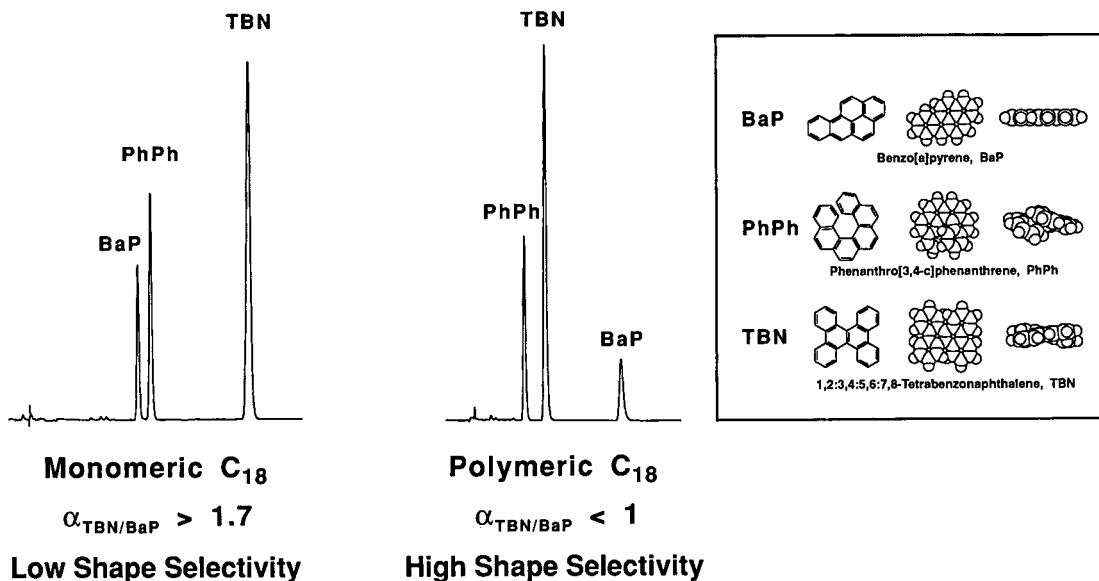 TBN
PhPh
BaP
Monomeric C18
αTBN/BaP > 1.7
Low Shape Selectivity
TBN
PhPh
BaP
Polymeric C18
αTBN/BaP < 1
High Shape Selectivity
BaP
Benzo[a]pyrene, BaP
PhPh
Phenanthro[3,4-c]phenanthrene, PhPh
TBN
1,2:3,4:5,6:7,8-Tetrabenzonaphthalene, TBN